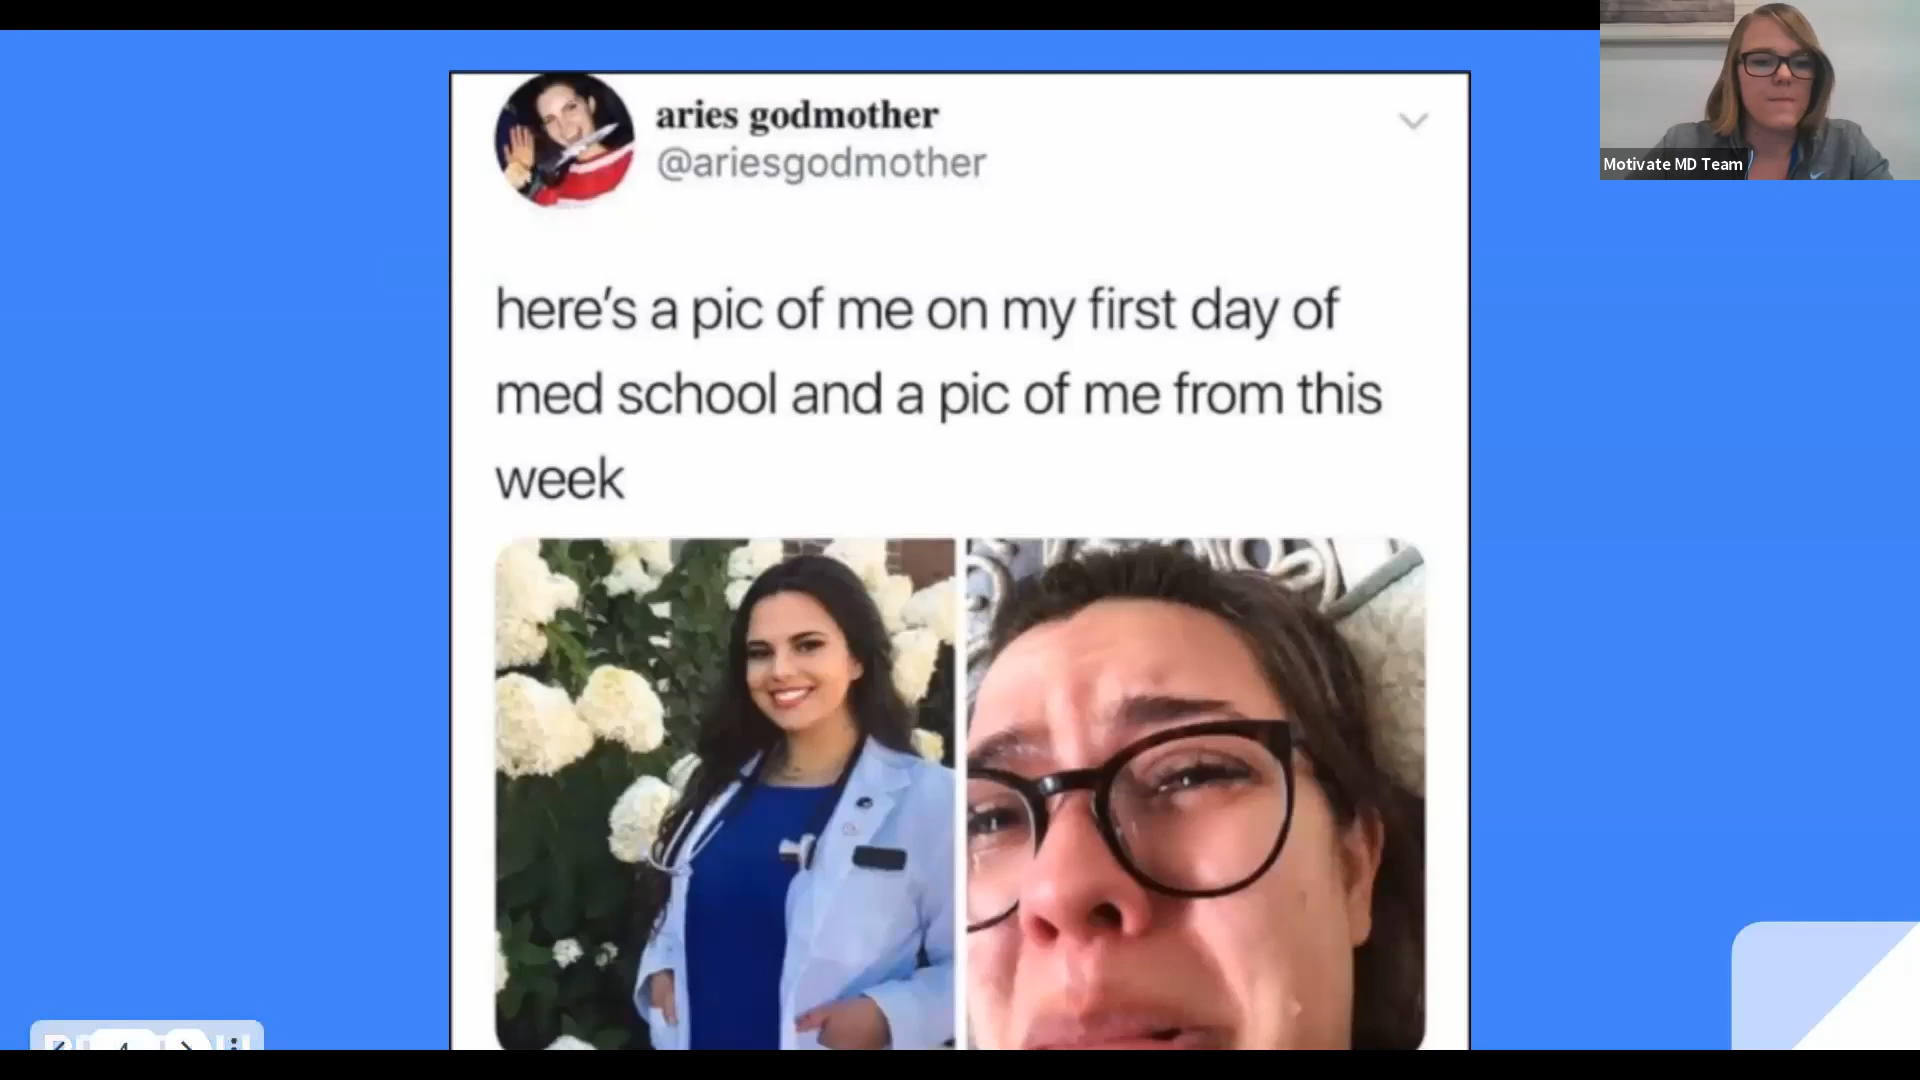 aries godmother
@ariesgodmother
here's a pic of me on my first day of
med school and a pic of me from this
week
Motivate MD Team
4